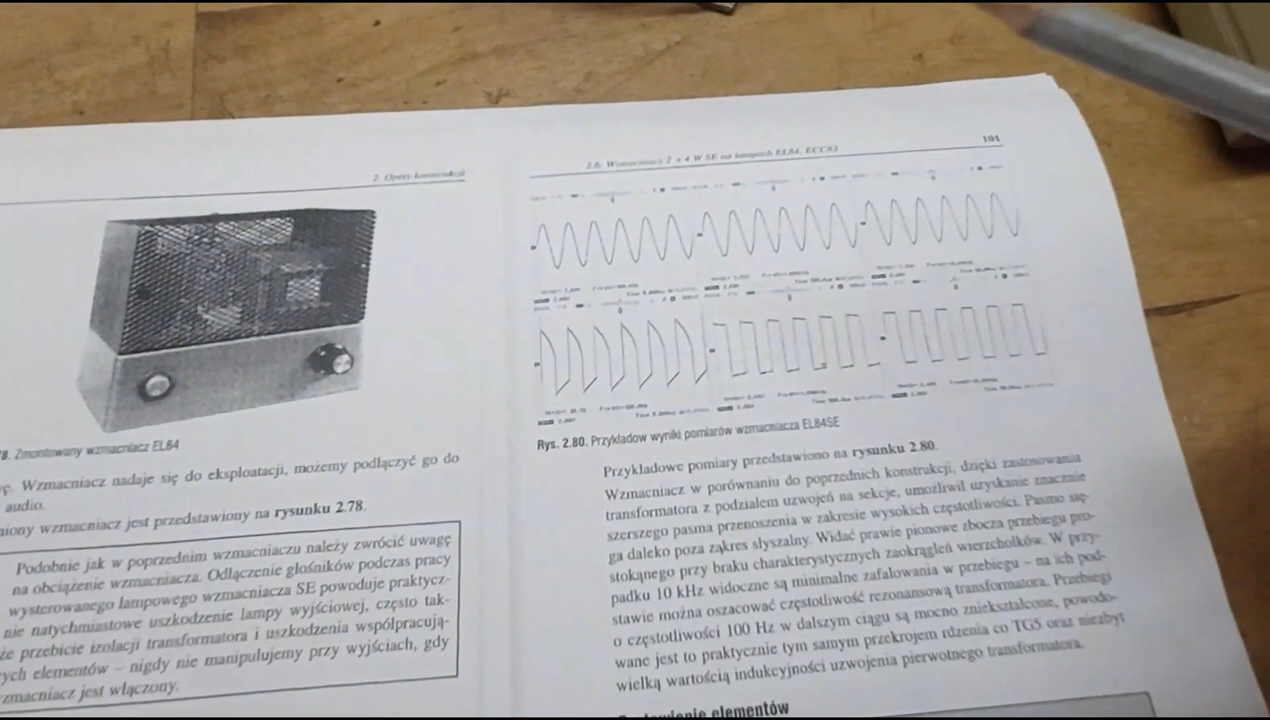 2. Opisy konstrukcji
78. Zmontowany wzmacniacz EL84
Wzmacniacz nadaje się do eksploatacji, możemy podłączyć go do
audio.
niony wzmacniacz jest przedstawiony na rysunku 2.78.
Podobnie jak w poprzednim wzmacniaczu należy zwrócić uwagę
na obciążenie wzmacniacza. Odłączenie głośników podczas pracy
wysterowanego lampowego wzmacniacza SE powoduje praktycz-
nie natychmiastowe uszkodzenie lampy wyjściowej, często tak-
że przebicie izolacji transformatora i uszkodzenia współpracują-
ych elementów – nigdy nie manipulujemy przy wyjściach, gdy
wzmacniacz jest włączony.
2.6. Wzmacniacz 2 × 4 W SE na lampach EL84, ECC83
101
Rys. 2.80. Przykładow wyniki pomiarów wzmacniacza EL84SE
Przykładowe pomiary przedstawiono na rysunku 2.80.
Wzmacniacz w porównaniu do poprzednich konstrukcji, dzięki zastosowaniu
transformatora z podziałem uzwojeń na sekcje, umożliwił uzyskanie znacznie
szerszego pasma przenoszenia w zakresie wysokich częstotliwości. Pasmo się-
ga daleko poza zakres słyszalny. Widać prawie pionowe zbocza przebiegu pro-
stokątnego przy braku charakterystycznych zaokrągleń wierzchołków. W przy-
padku 10 kHz widoczne są minimalne zafalowania w przebiegu – na ich pod-
stawie można oszacować częstotliwość rezonansową transformatora. Przebiegi
o częstotliwości 100 Hz w dalszym ciągu są mocno zniekształcone, powodo-
wane jest to praktycznie tym samym przekrojem rdzenia co TG5 oraz niezbyt
wielką wartością indukcyjności uzwojenia pierwotnego transformatora.
elementów